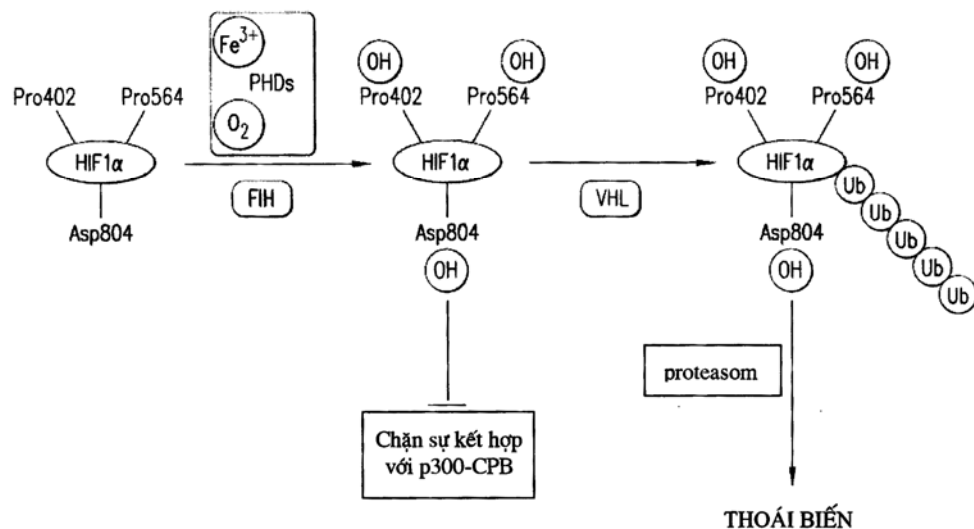 Fe³⁺
PHDs
O₂
Pro402 Pro564
HIF1α
Asp804
FIH
OH OH
Pro402 Pro564
HIF1α
Asp804
OH
Chặn sự kết hợp
với p300-CPB
VHL
OH OH
Pro402 Pro564
HIF1α
Ub
Ub
Ub
Ub
Ub
Asp804
OH
proteasom
THOÁI BIẾN